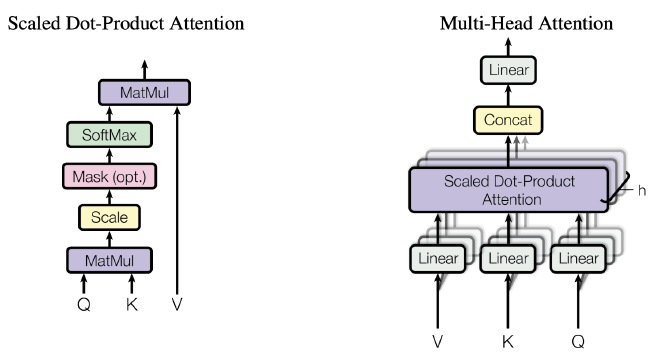 Scaled Dot-Product Attention
MatMul
SoftMax
Mask (opt.)
Scale
MatMul
Q K V
Multi-Head Attention
Linear
Concat
Scaled Dot-Product
Attention
h
Linear Linear Linear
V K Q